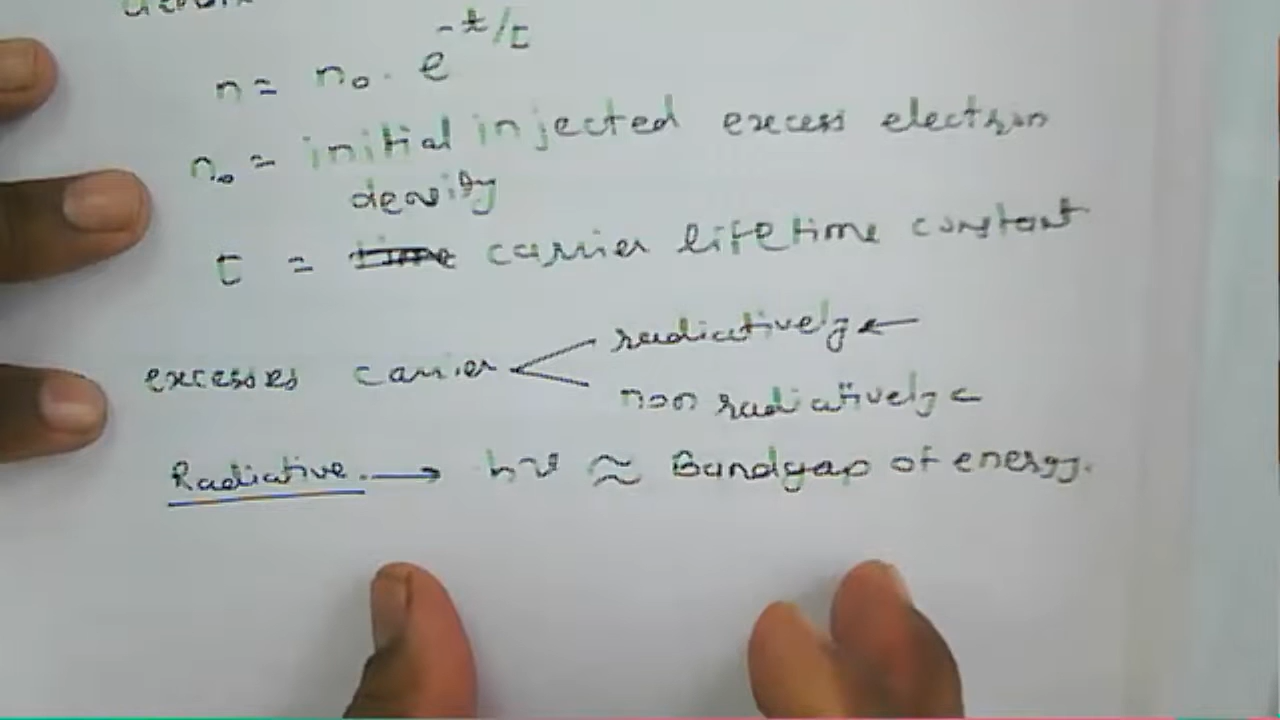 n = n₀ . e^(-t/τ)
n₀ = initial injected excess electron
density
τ = carrier lifetime constant
excesses carrier < radiatively ←
non radiatively ←
Radiative. → hν ≈ Bandgap of energy.